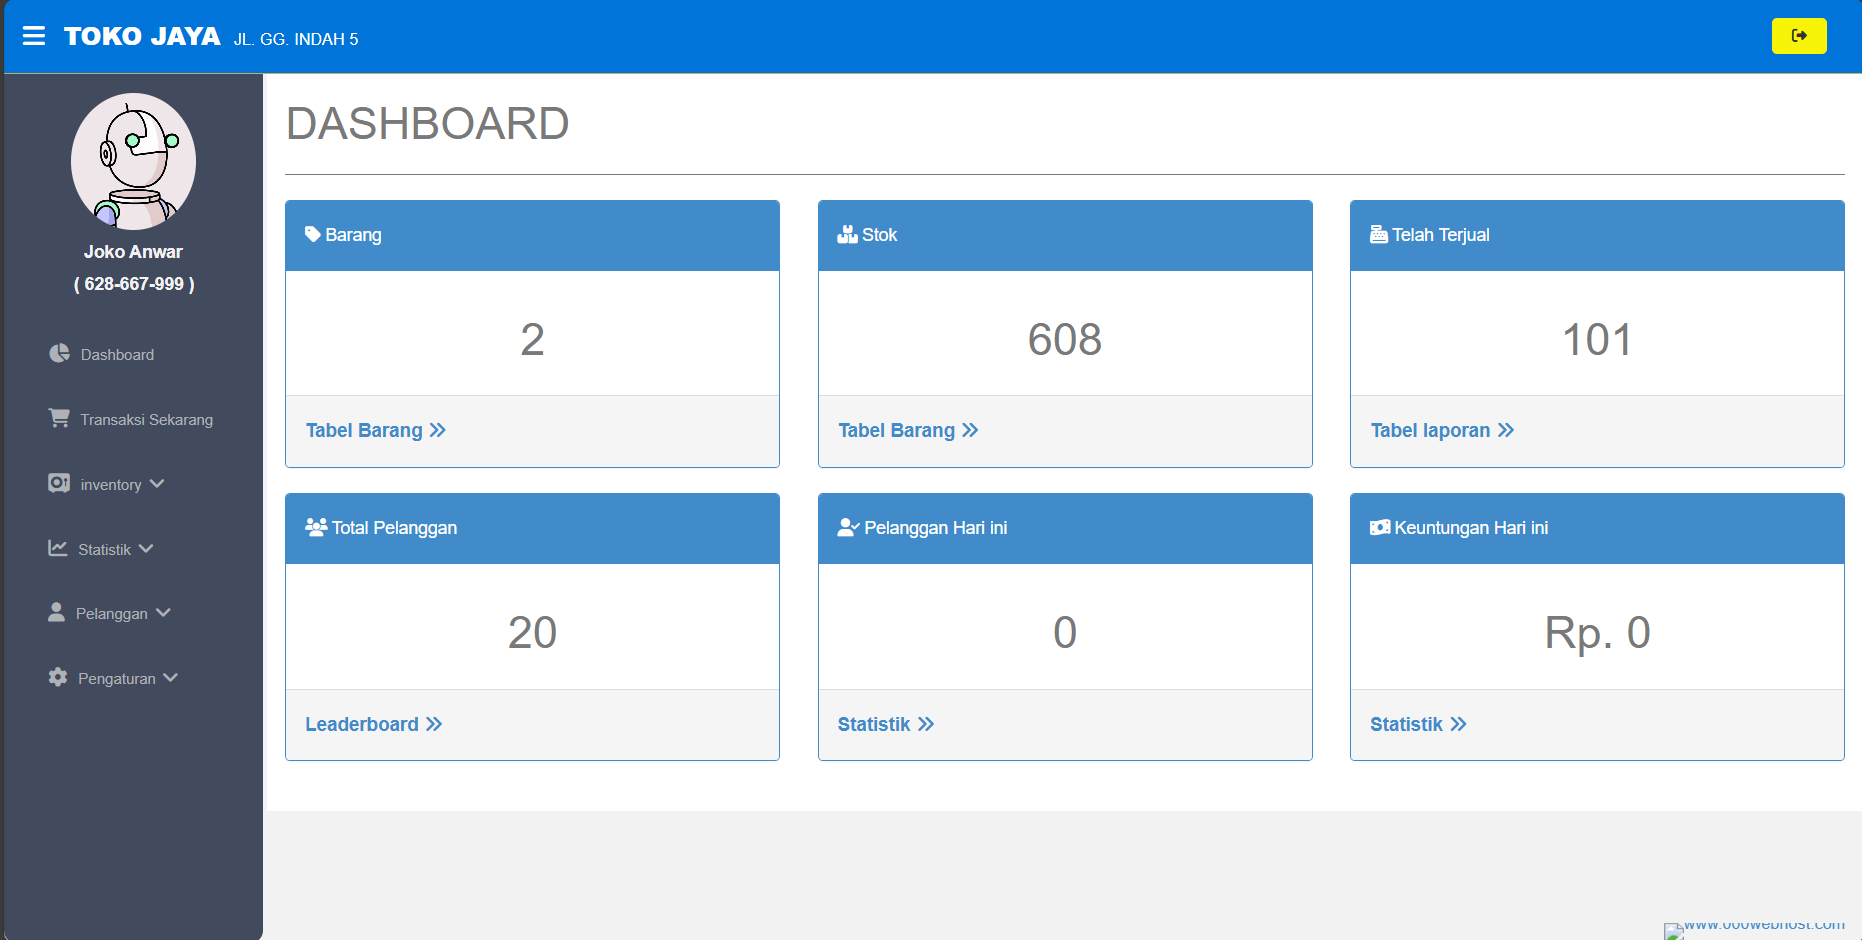 TOKO JAYA JL. GG. INDAH 5
Joko Anwar
( 628-667-999 )
Dashboard
Transaksi Sekarang
inventory
Statistik
Pelanggan
Pengaturan
DASHBOARD
Barang
2
Tabel Barang
Stok
608
Tabel Barang
Telah Terjual
101
Tabel laporan
Total Pelanggan
20
Leaderboard
Pelanggan Hari ini
0
Statistik
Keuntungan Hari ini
Rp. 0
Statistik
www.000webhost.com